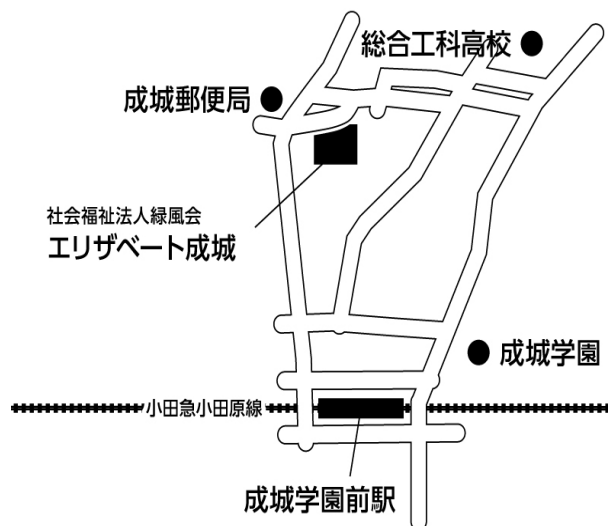 総合工科高校
成城郵便局
社会福祉法人緑風会
エリザベート成城
成城学園
小田急小田原線
成城学園前駅